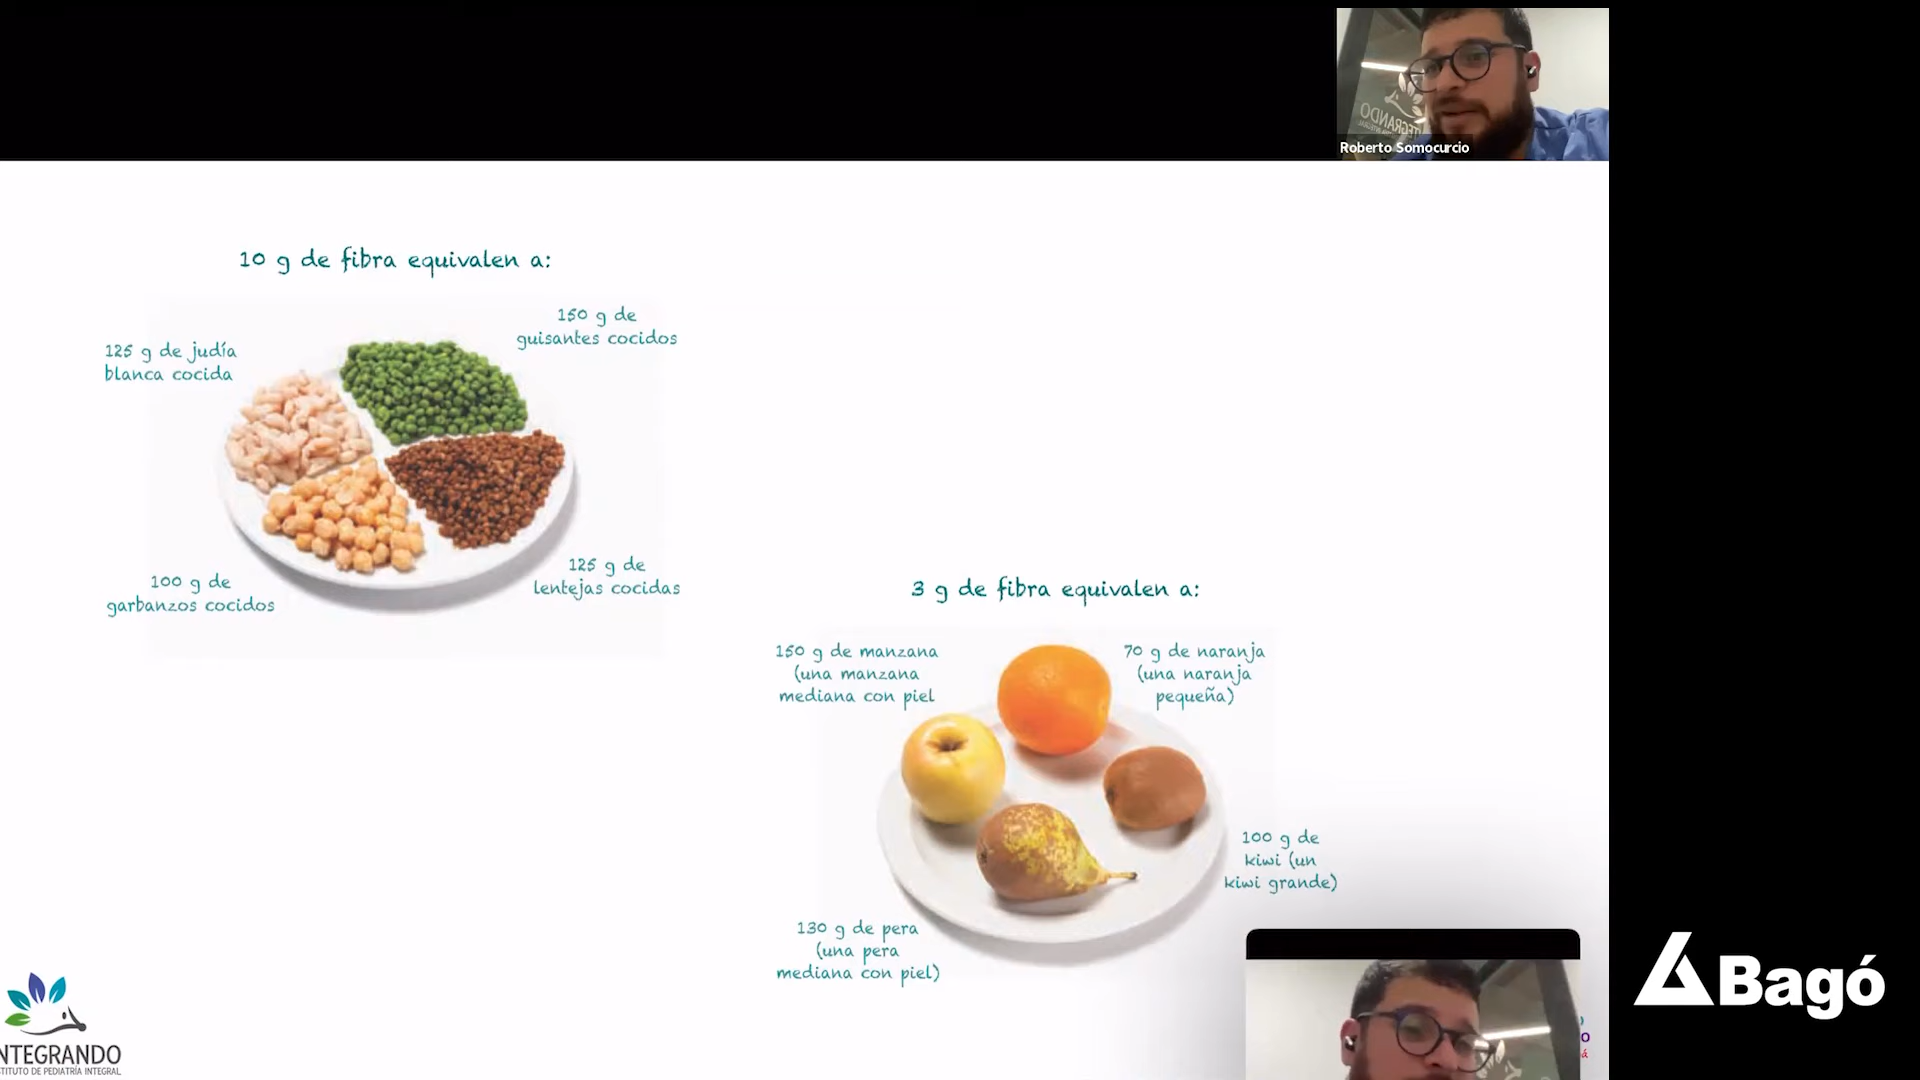 Roberto Somocurcio
10 g de fibra equivalen a:
150 g de
guisantes cocidos
125 g de judía
blanca cocida
100 g de
garbanzos cocidos
125 g de
lentejas cocidas
3 g de fibra equivalen a:
150 g de manzana
(una manzana
mediana con piel
70 g de naranja
(una naranja
pequeña)
100 g de
kiwi (un
kiwi grande)
130 g de pera
(una pera
mediana con piel)
Bagó
NTEGRANDO
STITUTO DE PEDIATRÍA INTEGRAL